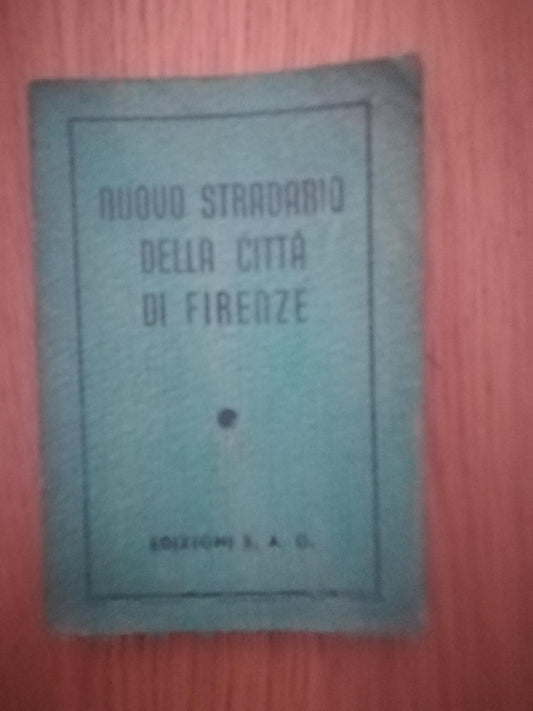 NUOVO STRADARIO
DELLA CITTÀ
DI FIRENZE
EDIZIONI S. A. G.